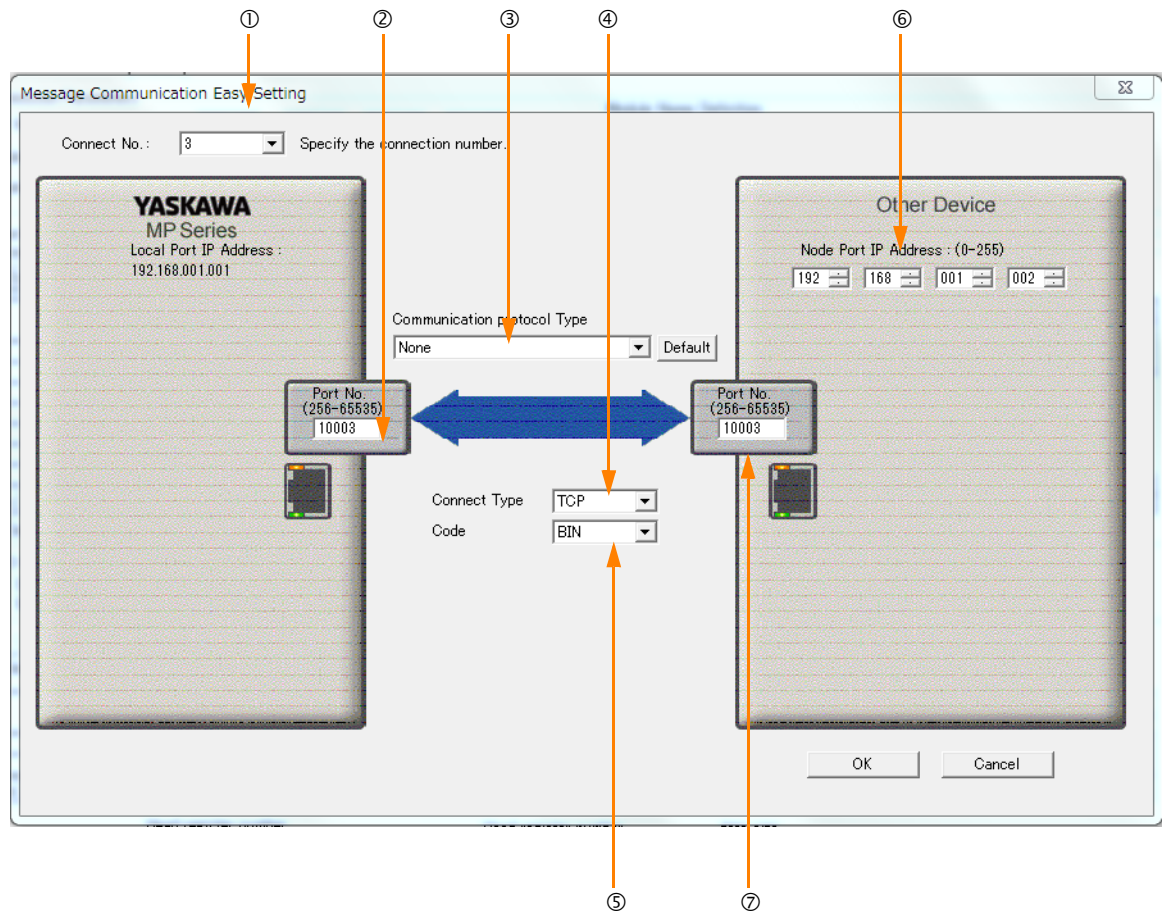 ① ② ③ ④ ⑥
Message Communication Easy Setting
Connect No.: 3 Specify the connection number.
YASKAWA
MP Series
Local Port IP Address :
192.168.001.001
Other Device
Node Port IP Address : (0-255)
192 168 001 002
Communication protocol Type
None Default
Port No.
(256-65535)
10003
Port No.
(256-65535)
10003
Connect Type TCP
Code BIN
OK Cancel
⑤ ⑦